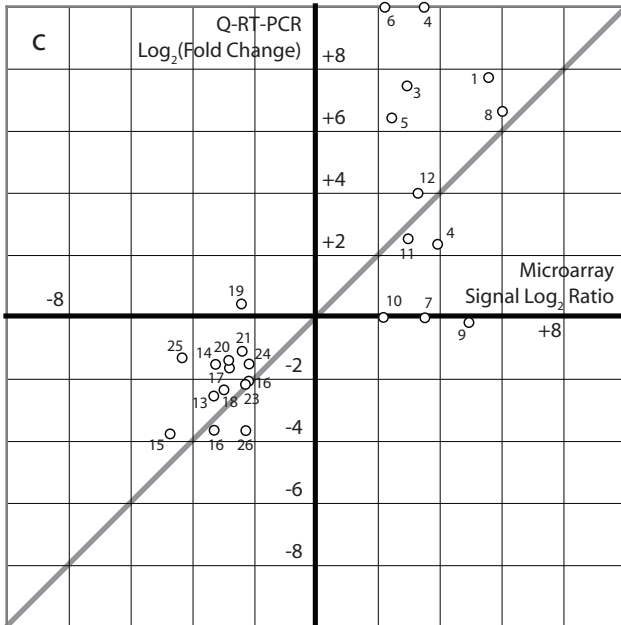 C
Q-RT-PCR
Log₂(Fold Change)
6 4
+8
1
3
8
5
+6
+4
12
+2
11
4
Microarray
Signal Log₂ Ratio
-8
19
10 7
9
+8
25 14 20 21 24
-2
17 16
13 18 23
15 16 26
-4
-6
-8